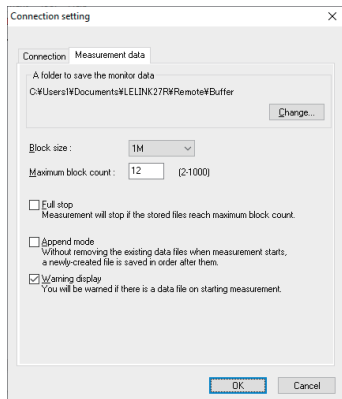 Connection setting
Connection Measurement data
A folder to save the monitor data
C:¥Users1¥Documents¥LELINK27R¥Remote¥Buffer
Change...
Block size : 1M
Maximum block count : 12 (2-1000)
Full stop
Measurement will stop if the stored files reach maximum block count.
Append mode
Without removing the existing data files when measurement starts,
a newly-created file is saved in order after them.
Warning display
You will be warned if there is a data file on starting measurement.
OK Cancel